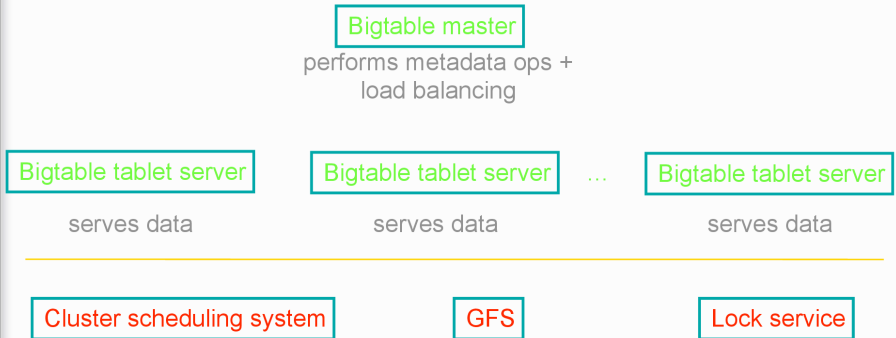 Bigtable master
performs metadata ops +
load balancing
Bigtable tablet server Bigtable tablet server ... Bigtable tablet server
serves data serves data serves data
Cluster scheduling system GFS Lock service